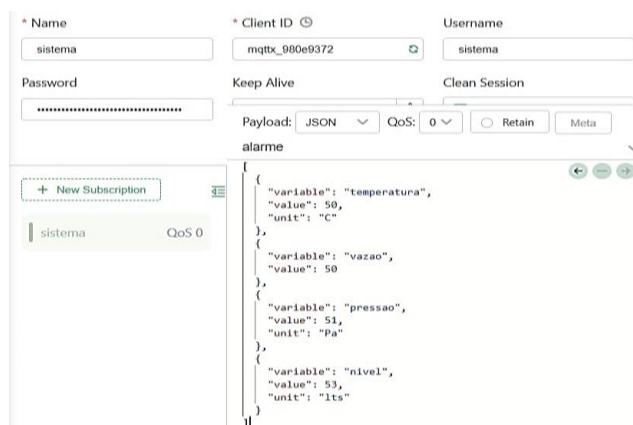 * Name
* Client ID
Username
sistema
mqttx_980e9372
sistema
Password
Keep Alive
Clean Session
••••••••••••••••••••••••••••••••••••
Payload: JSON QoS: 0 Retain Meta
alarme
+ New Subscription
sistema QoS 0
[
{
"variable": "temperatura",
"value": 50,
"unit": "C"
},
{
"variable": "vazao",
"value": 50
},
{
"variable": "pressao",
"value": 51,
"unit": "Pa"
},
{
"variable": "nivel",
"value": 53,
"unit": "lts"
}
]